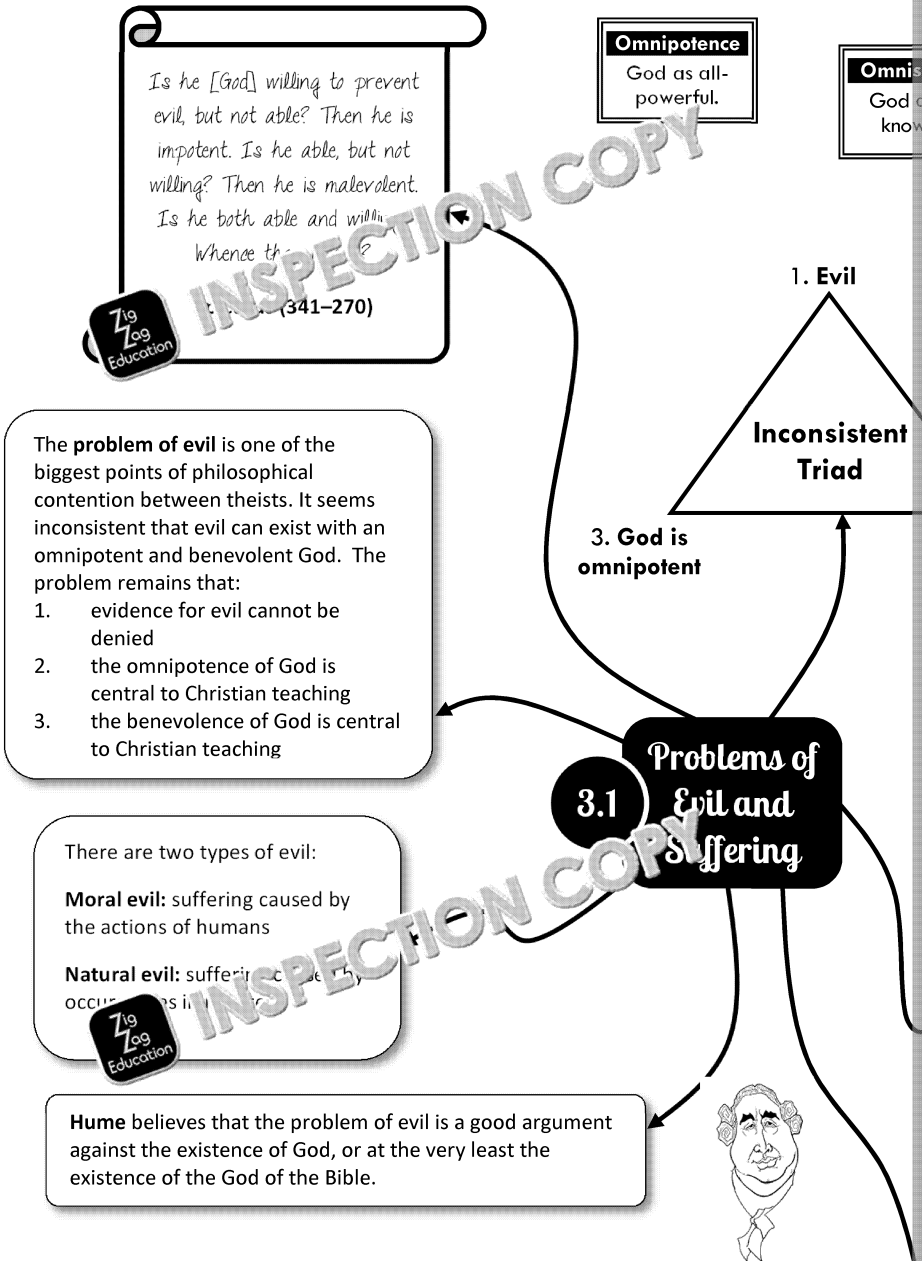 Is he [God] willing to prevent
evil, but not able? Then he is
impotent. Is he able, but not
willing? Then he is malevolent.
Is he both able and
Whence
(341–270)
Omnipotence
God as all-
powerful.
God
1. Evil
Inconsistent
Triad
3. God is
omnipotent
The problem of evil is one of the
biggest points of philosophical
contention between theists. It seems
inconsistent that evil can exist with an
omnipotent and benevolent God. The
problem remains that:
1. evidence for evil cannot be
denied
2. the omnipotence of God is
central to Christian teaching
3. the benevolence of God is central
to Christian teaching
3.1
Problems of
Evil and
Suffering
There are two types of evil:
Moral evil: suffering caused by
the actions of humans
Natural evil:
Hume believes that the problem of evil is a good argument
against the existence of God, or at the very least the
existence of the God of the Bible.
INSPECTION COPY
Zig
Zag
Education
INSPECTION COPY
Zig
Zag
Education